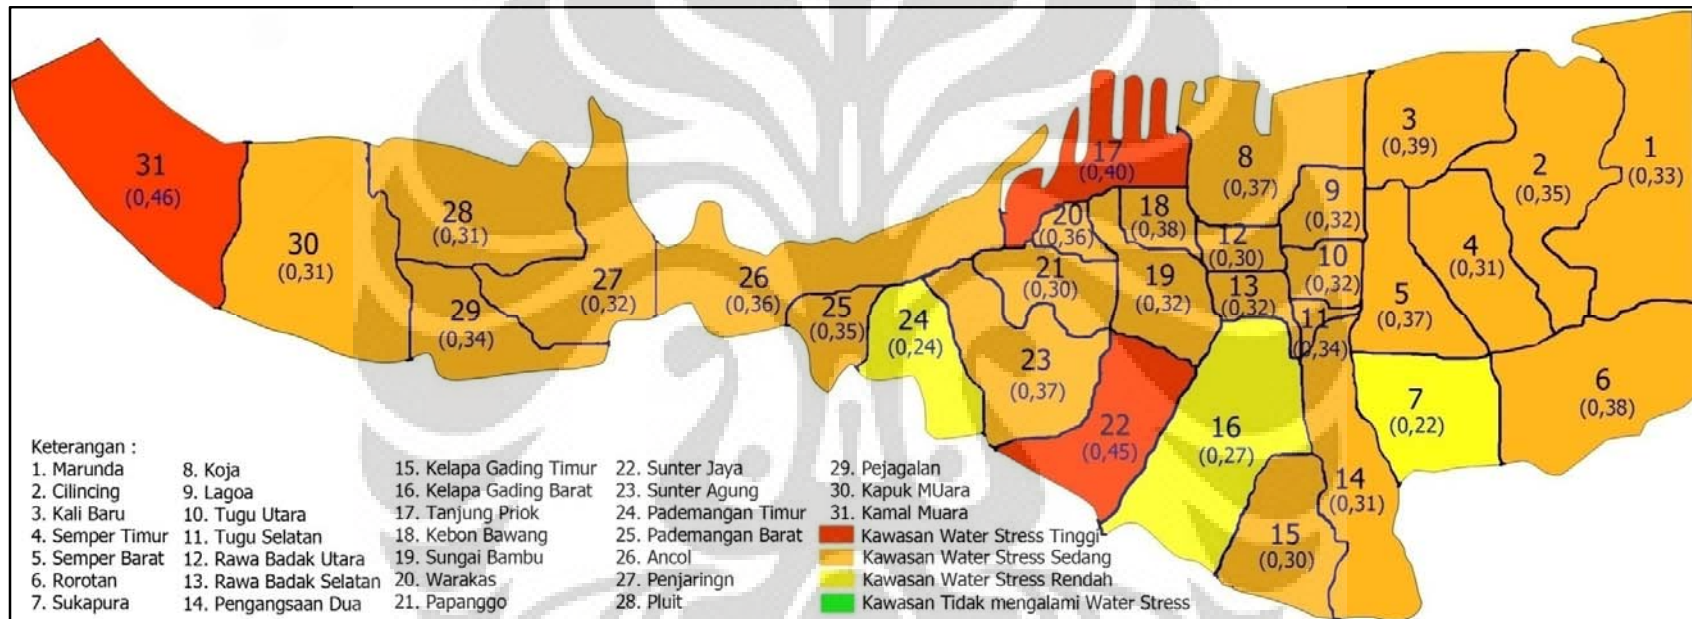 31
(0,46)
30
(0,31)
28
(0,31)
29
(0,34)
27
(0,32)
26
(0,36)
25
(0,35)
24
(0,24)
17
(0,40)
20
(0,36)
18
(0,38)
21
(0,30)
19
(0,32)
23
(0,37)
22
(0,45)
8
(0,37)
12
(0,30)
13
(0,32)
9
(0,32)
10
(0,32)
11
(0,34)
16
(0,27)
15
(0,30)
14
(0,31)
3
(0,39)
2
(0,35)
1
(0,33)
4
(0,31)
5
(0,37)
7
(0,22)
6
(0,38)
Keterangan :
1. Marunda
2. Cilincing
3. Kali Baru
4. Semper Timur
5. Semper Barat
6. Rorotan
7. Sukapura
8. Koja
9. Lagoa
10. Tugu Utara
11. Tugu Selatan
12. Rawa Badak Utara
13. Rawa Badak Selatan
14. Pengangsaan Dua
15. Kelapa Gading Timur
16. Kelapa Gading Barat
17. Tanjung Priok
18. Kebon Bawang
19. Sungai Bambu
20. Warakas
21. Papanggo
22. Sunter Jaya
23. Sunter Agung
24. Pademangan Timur
25. Pademangan Barat
26. Ancol
27. Penjaringn
28. Pluit
29. Pejagalan
30. Kapuk MUara
31. Kamal Muara
Kawasan Water Stress Tinggi
Kawasan Water Stress Sedang
Kawasan Water Stress Rendah
Kawasan Tidak mengalami Water Stress